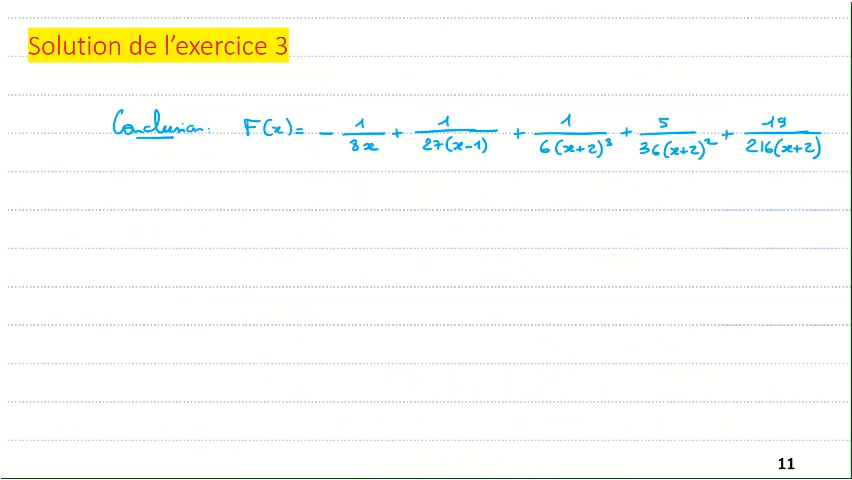 Solution de l’exercice 3
Conclusion: F(x) = - 1/8x + 1/27(x-1) + 1/6(x+2)³ + 5/36(x+2)² + 19/216(x+2)
11